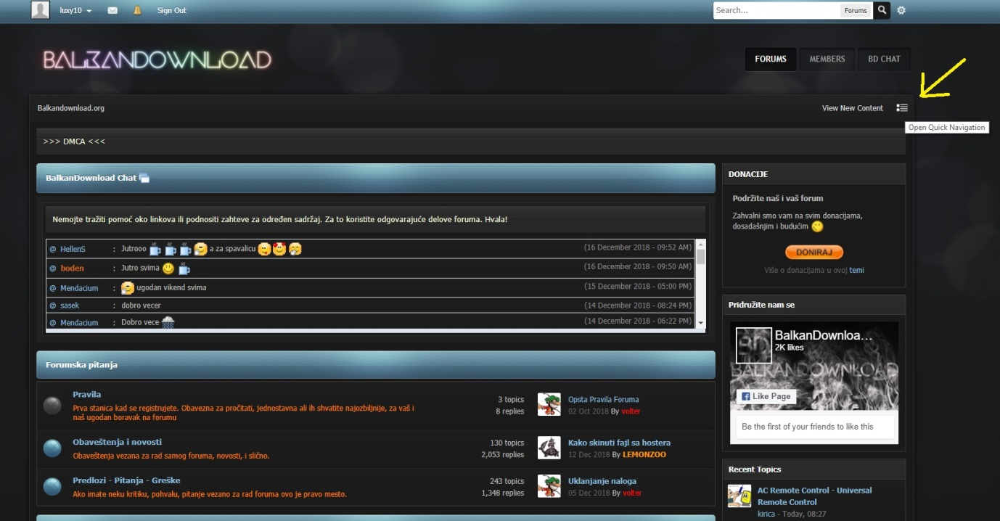 luxy10
Sign Out
Search...
Forums
BALKANDOWNLOAD
FORUMS
MEMBERS
BD CHAT
Balkandownload.org
View New Content
Open Quick Navigation
>>> DMCA <<<
BalkanDownload Chat
Nemojte tražiti pomoć oko linkova ili podnositi zahteve za određen sadržaj. Za to koristite odgovarajuće delove foruma. Hvala!
@ HellenS : Jutrooo a za spavalicu (16 December 2018 - 09:52 AM)
@ boden : Jutro svima (16 December 2018 - 09:50 AM)
@ Mendacium : ugodan vikend svima (15 December 2018 - 05:00 PM)
@ sasek : dobro vecer (14 December 2018 - 08:24 PM)
@ Mendacium : Dobro vece (14 December 2018 - 06:22 PM)
Forumska pitanja
Pravila
Prva stanica kad se registrujete. Obavezna za pročitati, jednostavna ali ih shvatite najozbiljnije, za vaš i
naš ugodan boravak na forumu
3 topics
8 replies
Opsta Pravila Foruma
02 Oct 2018 By volter
Obaveštenja i novosti
Obaveštenja vezana za rad samog foruma, novosti, i slično.
130 topics
2,053 replies
Kako skinuti fajl sa hostera
12 Dec 2018 By LEMONZOO
Predlozi - Pitanja - Greške
Ako imate neku kritiku, pohvalu, pitanje vezano za rad foruma ovo je pravo mesto.
243 topics
1,348 replies
Uklanjanje naloga
05 Dec 2018 By volter
DONACIJE
Podržite naš i vaš forum
Zahvalni smo vam na svim donacijama,
dosadašnjim i budućim
DONIRAJ
Više o donacijama u ovoj temi
Pridružite nam se
BD
BalkanDownloa...
2K likes
BALKANDOWNLOAD
Like Page
Be the first of your friends to like this
Recent Topics
AC Remote Control - Universal
Remote Control
kirica - Today, 08:27